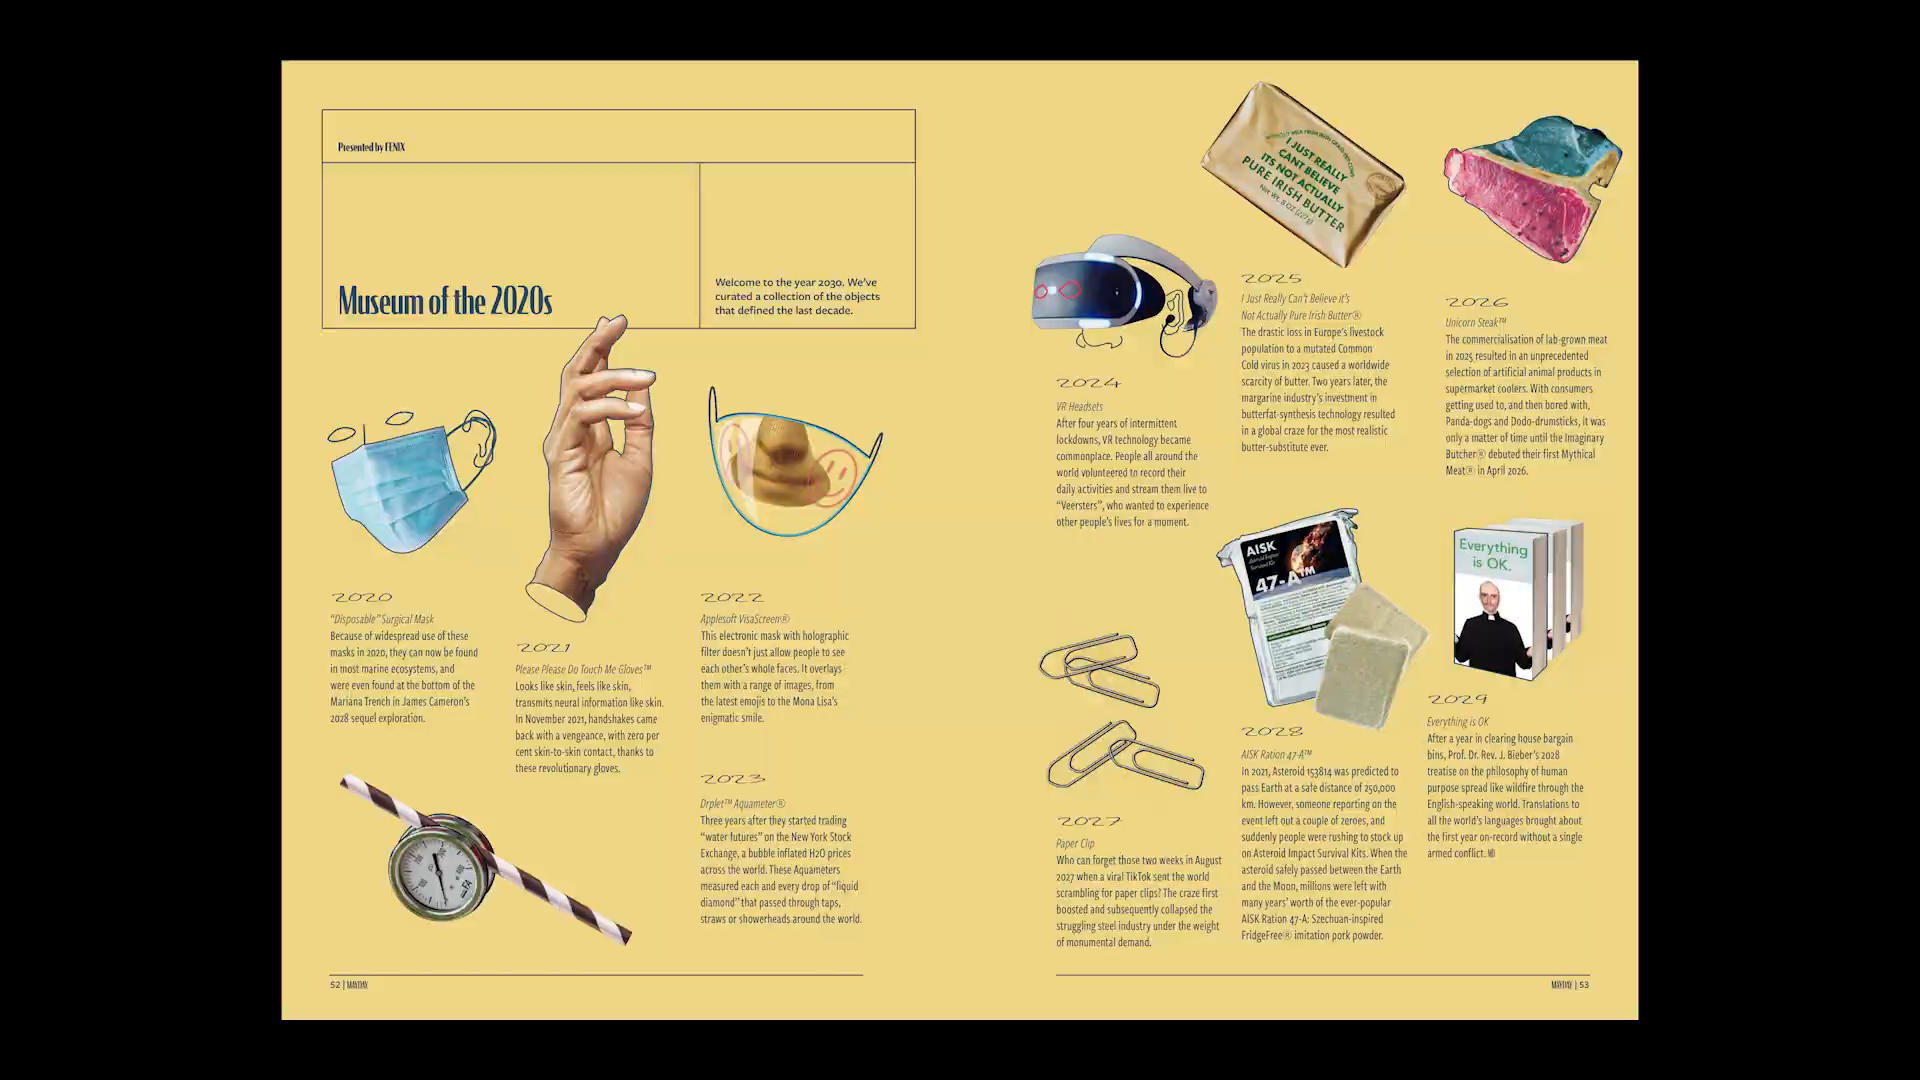 Presented by FENIX
Museum of the 2020s
Welcome to the year 2030. We've
curated a collection of the objects
that defined the last decade.
2020
"Disposable" Surgical Mask
Because of widespread use of these
masks in 2020, they can now be found
in most marine ecosystems, and
were even found at the bottom of the
Mariana Trench in James Cameron's
2028 sequel exploration.
2021
Please Please Do Touch Me Gloves™
Looks like skin, feels like skin,
transmits neural information like skin.
In November 2021, handshakes came
back with a vengeance, with zero per
cent skin-to-skin contact, thanks to
these revolutionary gloves.
2022
Applesoft VisaScreen®
This electronic mask with holographic
filter doesn't just allow people to see
each other's whole faces. It overlays
them with a range of images, from
the latest emojis to the Mona Lisa's
enigmatic smile.
2023
Drplet™ Aquameter®
Three years after they started trading
"water futures" on the New York Stock
Exchange, a bubble inflated H2O prices
across the world. These Aquameters
measured each and every drop of "liquid
diamond" that passed through taps,
straws or showerheads around the world.
52 | MAYDAY
2024
VR Headsets
After four years of intermittent
lockdowns, VR technology became
commonplace. People all around the
world volunteered to record their
daily activities and stream them live to
"Veersters", who wanted to experience
other people's lives for a moment.
I JUST REALLY
CANT BELIEVE
ITS NOT ACTUALLY
PURE IRISH BUTTER
Net Wt. 8 OZ (227g)
2025
I Just Really Can't Believe it's
Not Actually Pure Irish Butter®
The drastic loss in Europe's livestock
population to a mutated Common
Cold virus in 2023 caused a worldwide
scarcity of butter. Two years later, the
margarine industry's investment in
butterfat-synthesis technology resulted
in a global craze for the most realistic
butter-substitute ever.
2026
Unicorn Steak™
The commercialisation of lab-grown meat
in 2025 resulted in an unprecedented
selection of artificial animal products in
supermarket coolers. With consumers
getting used to, and then bored with,
Panda-dogs and Dodo-drumsticks, it was
only a matter of time until the Imaginary
Butcher® debuted their first Mythical
Meat® in April 2026.
2027
Paper Clip
Who can forget those two weeks in August
2027 when a viral TikTok sent the world
scrambling for paper clips? The craze first
boosted and subsequently collapsed the
struggling steel industry under the weight
of monumental demand.
AISK
47-A™
2028
AISK Ration 47-A™
In 2021, Asteroid 153814 was predicted to
pass Earth at a safe distance of 250,000
km. However, someone reporting on the
event left out a couple of zeroes, and
suddenly people were rushing to stock up
on Asteroid Impact Survival Kits. When the
asteroid safely passed between the Earth
and the Moon, millions were left with
many years' worth of the ever-popular
AISK Ration 47-A: Szechuan-inspired
FridgeFree® imitation pork powder.
Everything
is OK.
2029
Everything is OK
After a year in clearing house bargain
bins, Prof. Dr. Rev. J. Bieber's 2028
treatise on the philosophy of human
purpose spread like wildfire through the
English-speaking world. Translations to
all the world's languages brought about
the first year on-record without a single
armed conflict.
MAYDAY | 53